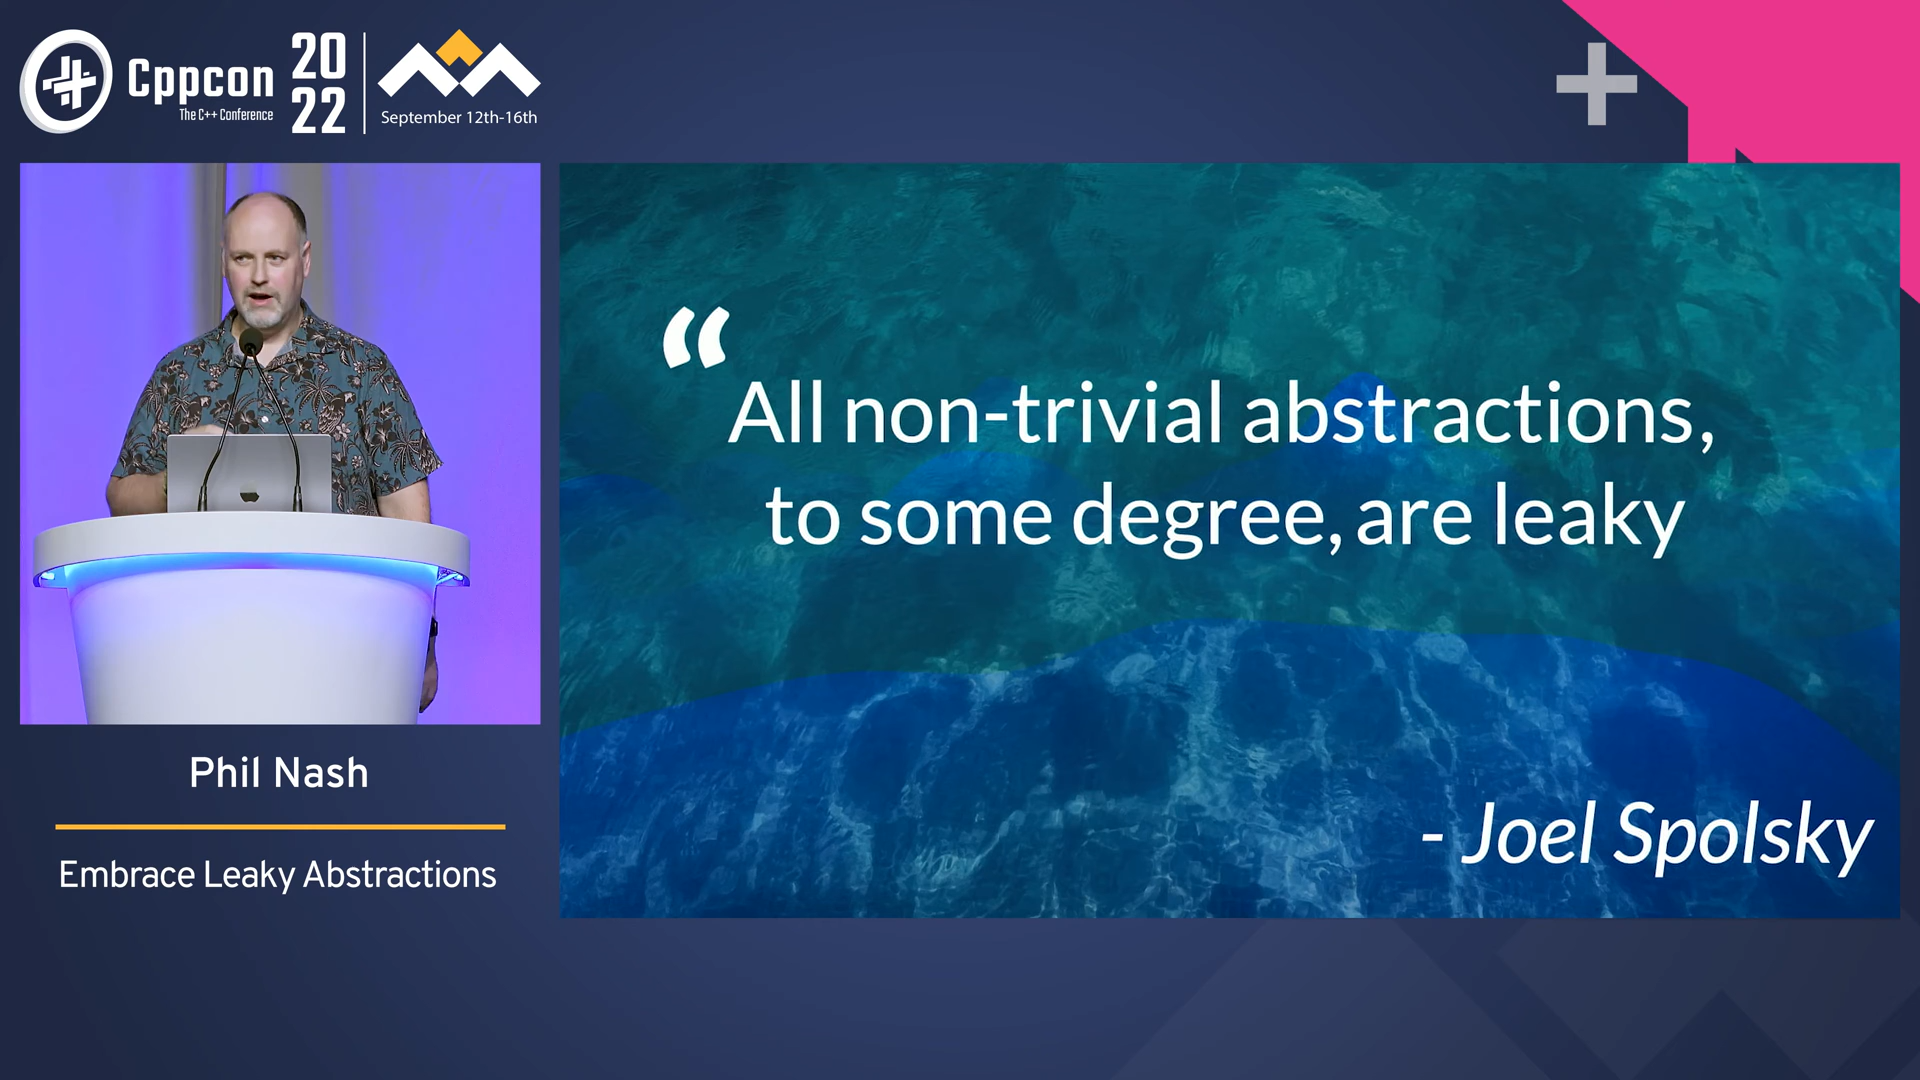 Cppcon
The C++ Conference
20
22
September 12th-16th
“All non-trivial abstractions,
to some degree, are leaky
- Joel Spolsky
Phil Nash
Embrace Leaky Abstractions